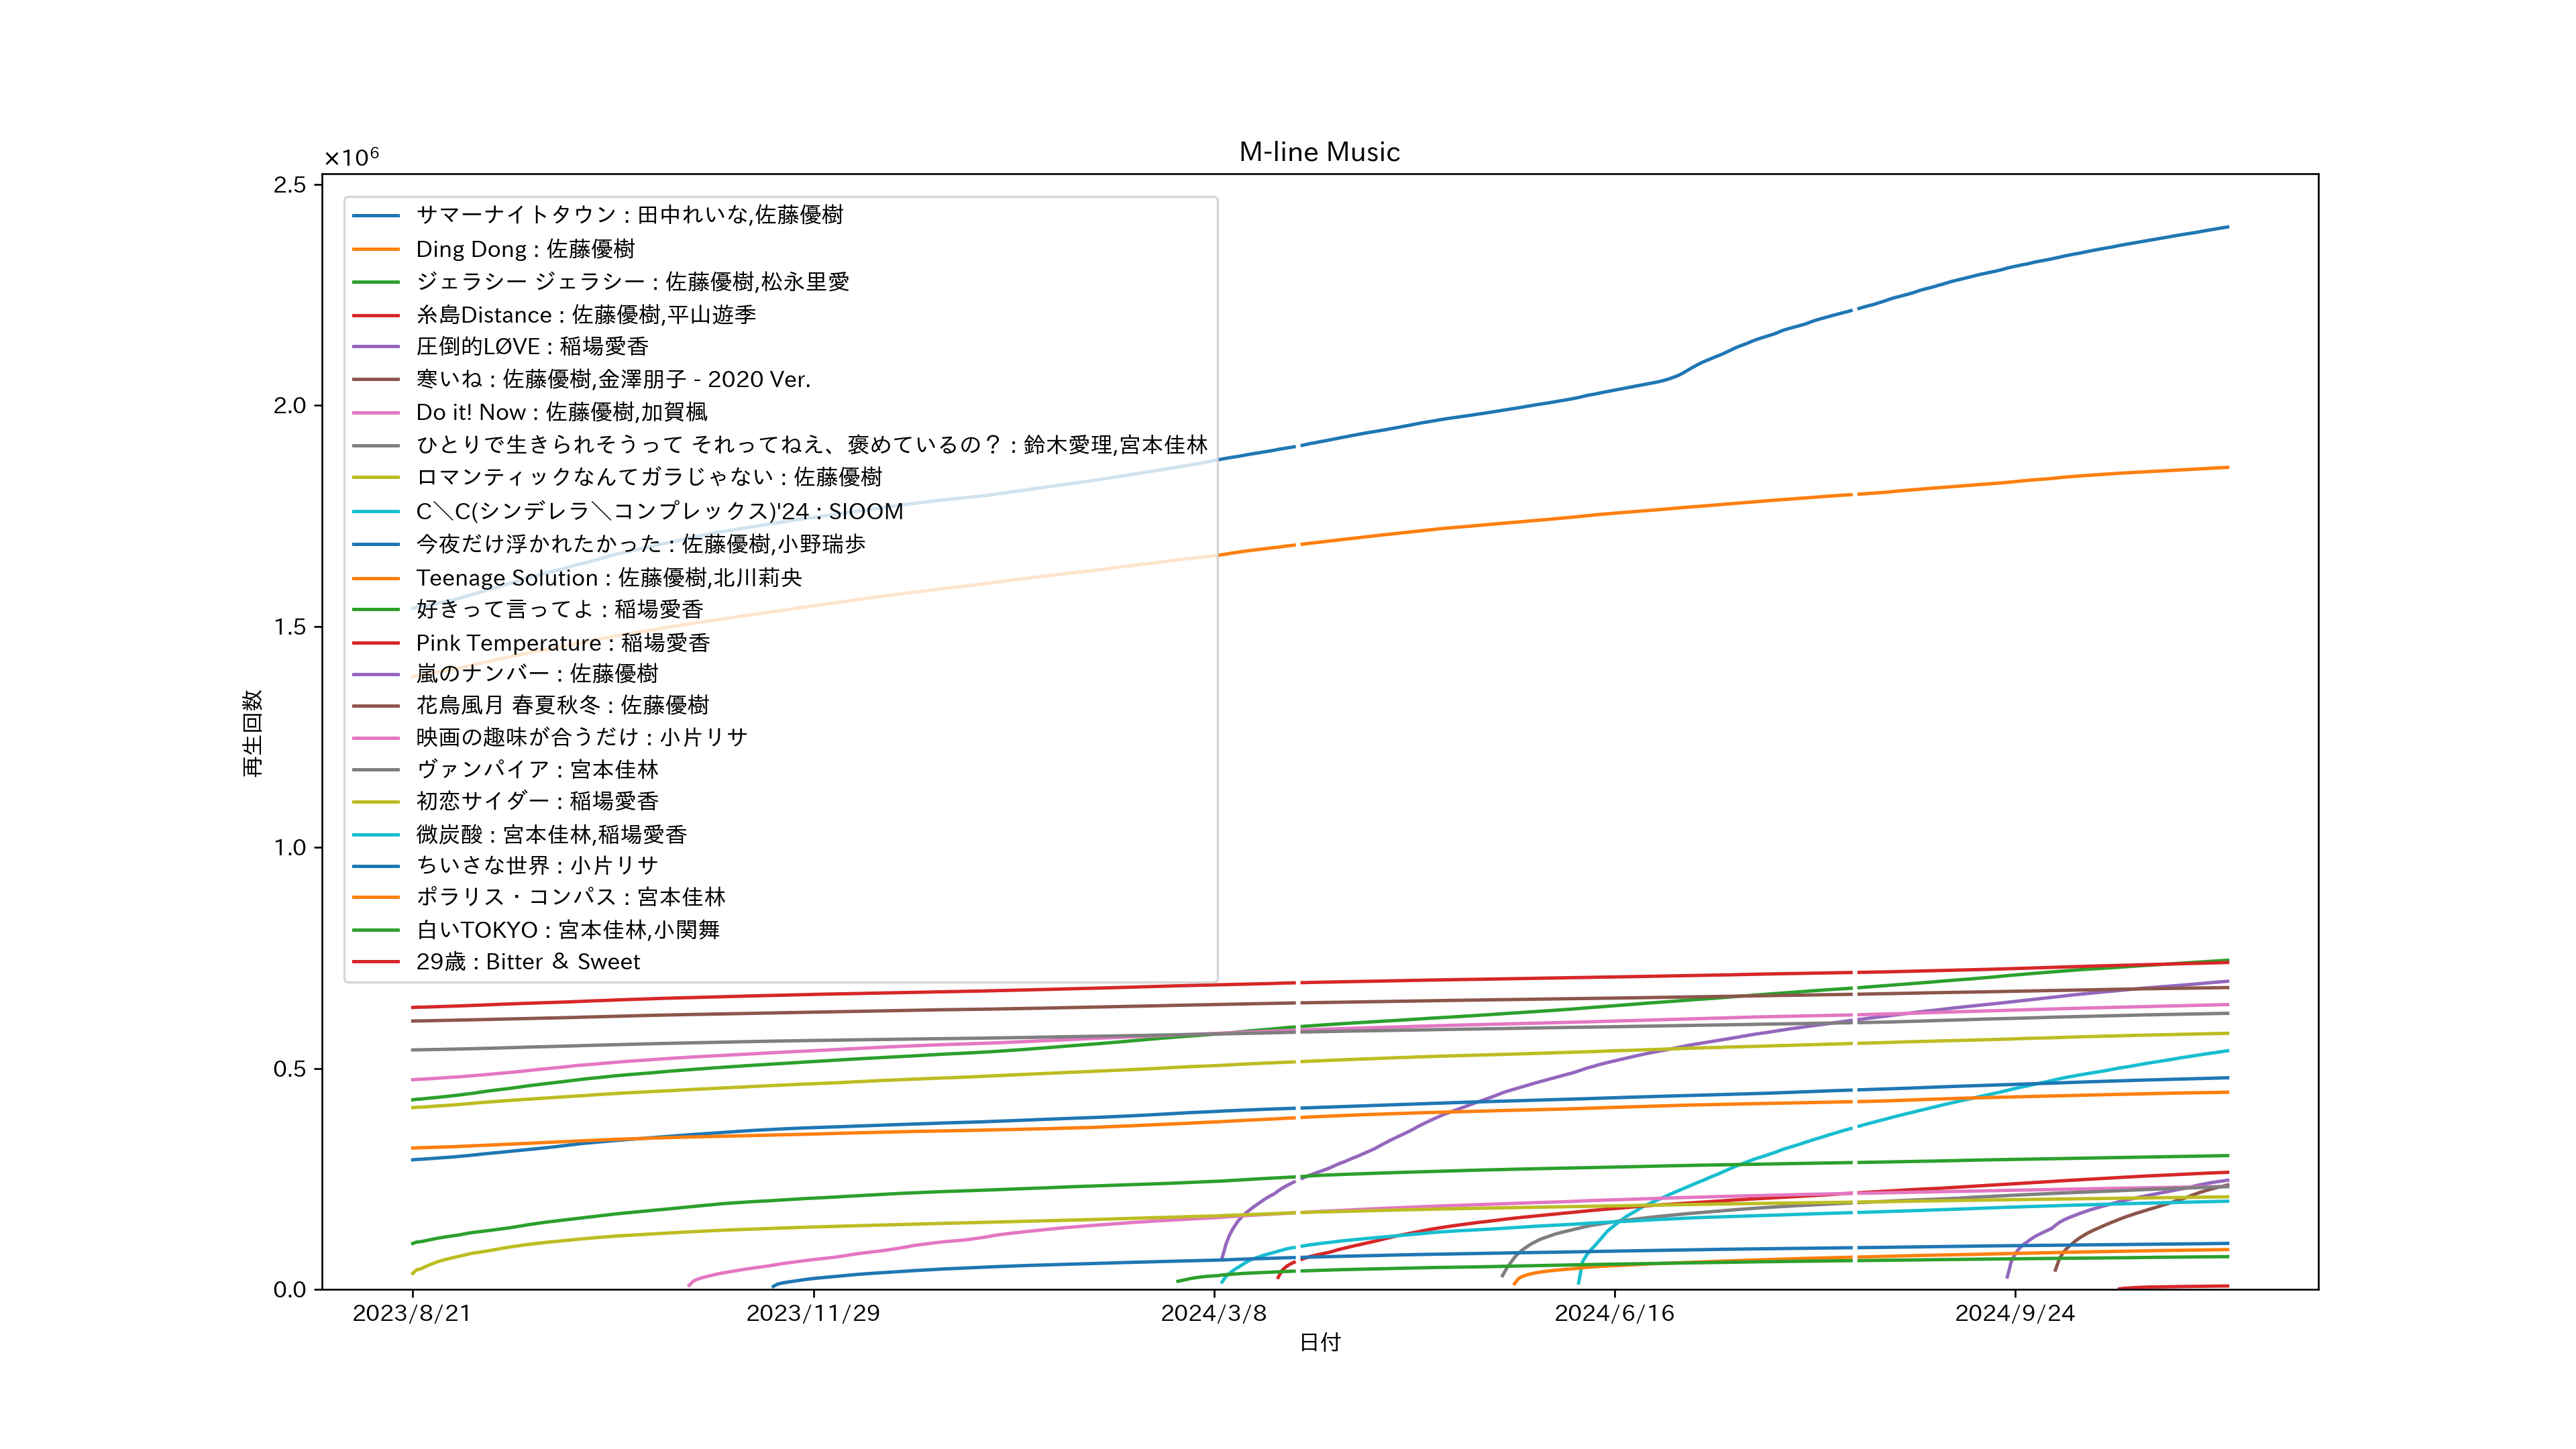 M-line Music
×10⁶
2.5
2.0
1.5
1.0
0.5
0.0
再生回数
サマーナイトタウン : 田中れいな,佐藤優樹
Ding Dong : 佐藤優樹
ジェラシー ジェラシー : 佐藤優樹,松永里愛
糸島Distance : 佐藤優樹,平山遊季
圧倒的LØVE : 稲場愛香
寒いね : 佐藤優樹,金澤朋子 - 2020 Ver.
Do it! Now : 佐藤優樹,加賀楓
ひとりで生きられそうって それってねえ、褒めているの? : 鈴木愛理,宮本佳林
ロマンティックなんてガラじゃない : 佐藤優樹
C＼C(シンデレラ＼コンプレックス)'24 : SIOOM
今夜だけ浮かれたかった : 佐藤優樹,小野瑞歩
Teenage Solution : 佐藤優樹,北川莉央
好きって言ってよ : 稲場愛香
Pink Temperature : 稲場愛香
嵐のナンバー : 佐藤優樹
花鳥風月 春夏秋冬 : 佐藤優樹
映画の趣味が合うだけ : 小片リサ
ヴァンパイア : 宮本佳林
初恋サイダー : 稲場愛香
微炭酸 : 宮本佳林,稲場愛香
ちいさな世界 : 小片リサ
ポラリス・コンパス : 宮本佳林
白いTOKYO : 宮本佳林,小関舞
29歳 : Bitter ＆ Sweet
2023/8/21
2023/11/29
2024/3/8
2024/6/16
2024/9/24
日付